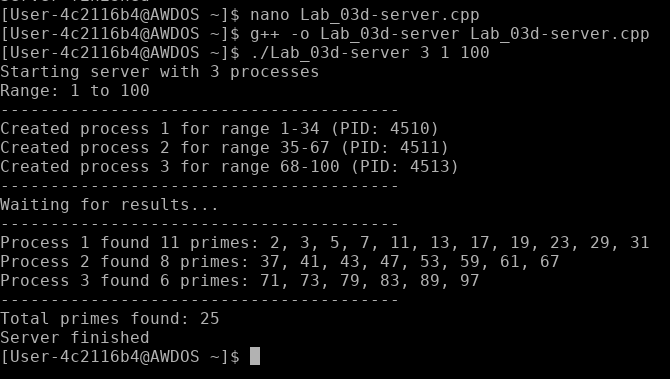 [User-4c2116b4@AWDOS ~]$ nano Lab_03d-server.cpp
[User-4c2116b4@AWDOS ~]$ g++ -o Lab_03d-server Lab_03d-server.cpp
[User-4c2116b4@AWDOS ~]$ ./Lab_03d-server 3 1 100
Starting server with 3 processes
Range: 1 to 100
----------------------------------------
Created process 1 for range 1-34 (PID: 4510)
Created process 2 for range 35-67 (PID: 4511)
Created process 3 for range 68-100 (PID: 4513)
----------------------------------------
Waiting for results...
----------------------------------------
Process 1 found 11 primes: 2, 3, 5, 7, 11, 13, 17, 19, 23, 29, 31
Process 2 found 8 primes: 37, 41, 43, 47, 53, 59, 61, 67
Process 3 found 6 primes: 71, 73, 79, 83, 89, 97
----------------------------------------
Total primes found: 25
Server finished
[User-4c2116b4@AWDOS ~]$